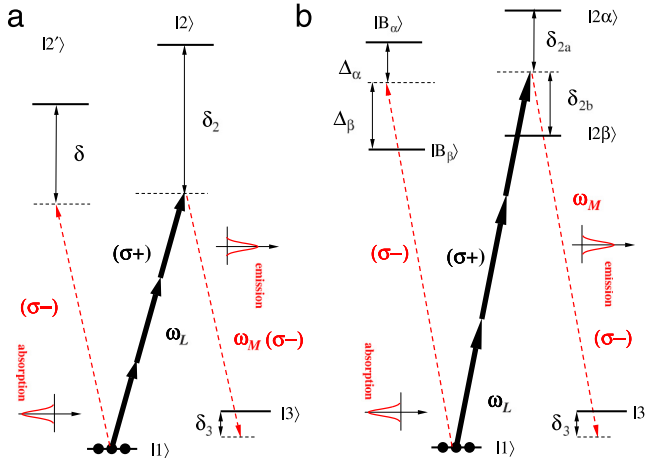 a
|2'⟩
|2⟩
δ
δ₂
(σ−)
(σ+)
ω_L
emission
ω_M (σ−)
absorption
|1⟩
|3⟩
δ₃
b
|B_α⟩
|2α⟩
Δ_α
δ_2a
Δ_β
δ_2b
|B_β⟩
|2β⟩
ω_M
(σ−)
(σ+)
emission
(σ−)
absorption
ω_L
|1⟩
|3
δ₃